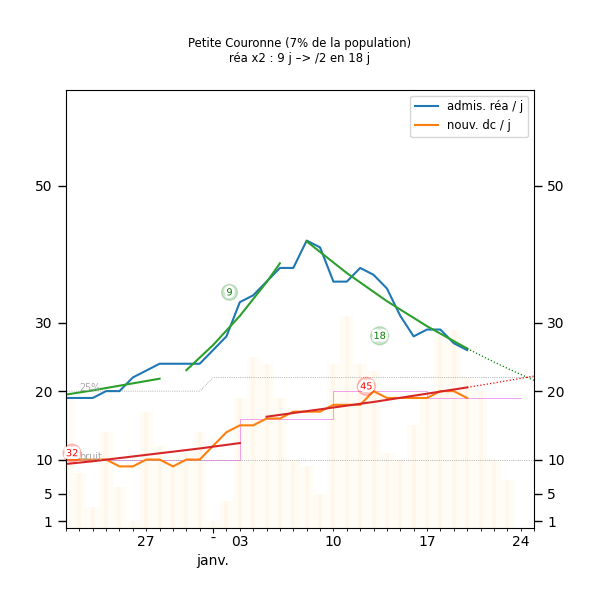 Petite Couronne (7% de la population)
réa x2 : 9 j –> /2 en 18 j
admis. réa / j
nouv. dc / j
50 50
9
30 30
18
25%
45
20 20
32
bruit
10 10
5 5
1 1
27 - 03 10 17 24
janv.